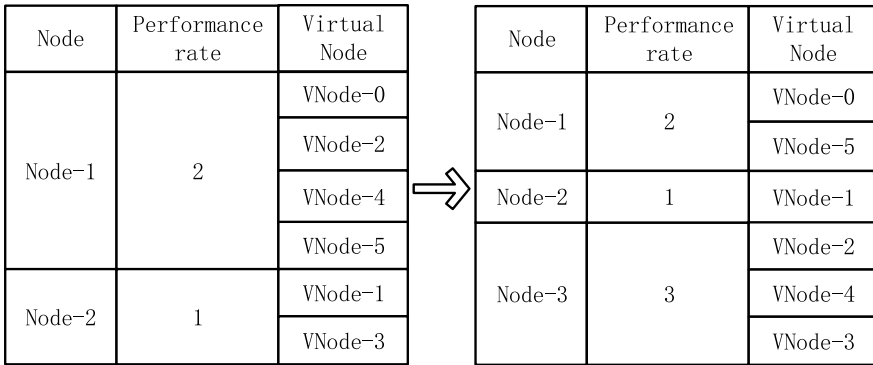 Node
Performance
rate
Virtual
Node
Node-1
2
VNode-0
VNode-2
VNode-4
VNode-5
Node-2
1
VNode-1
VNode-3
Node
Performance
rate
Virtual
Node
Node-1
2
VNode-0
VNode-5
Node-2
1
VNode-1
Node-3
3
VNode-2
VNode-4
VNode-3